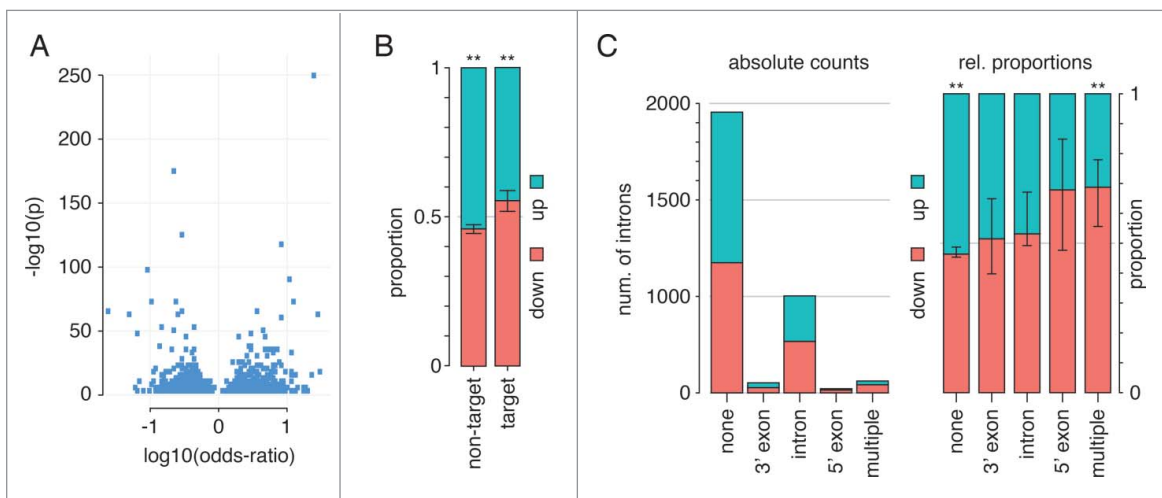 A
250
200
150
100
50
0
-log10(p)
-1
0
1
log10(odds-ratio)
B
** **
1
0.5
0
proportion
non-target
target
down up
C
absolute counts
2000
1500
1000
0
num. of introns
none
3' exon
intron
5' exon
multiple
down up
rel. proportions
** **
1
0
proportion
none
3' exon
intron
5' exon
multiple